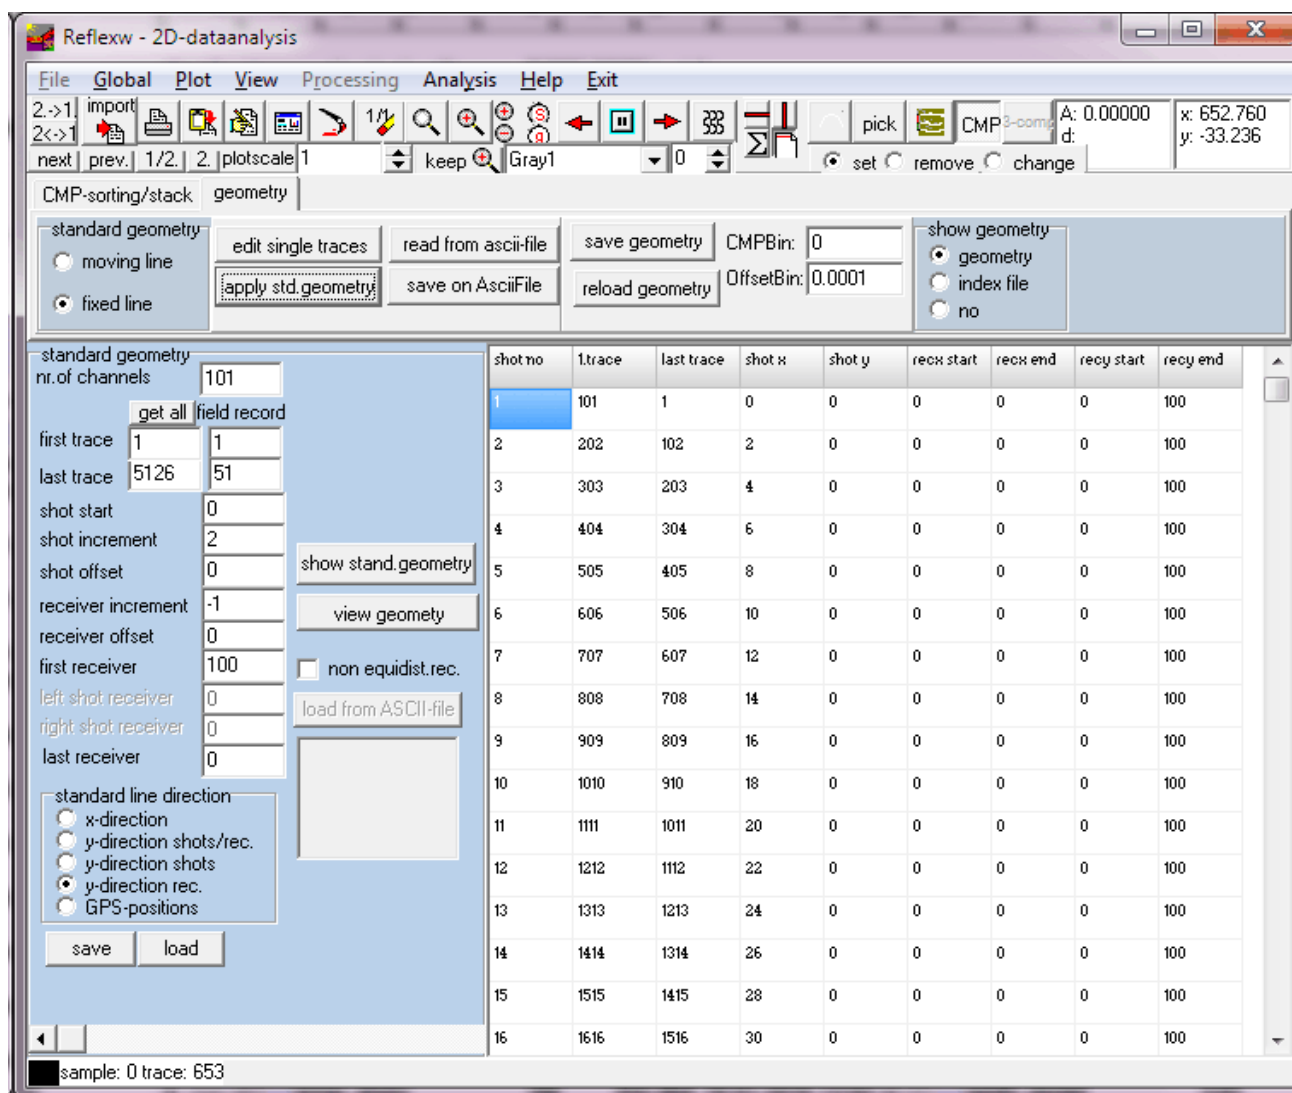 Reflexw - 2D-dataanalysis
File Global Plot View Processing Analysis Help Exit
2.->1. import 1/f CMP 3-comp A: 0.00000 x: 652.760
2<->1 pick d: y: -33.236
next prev. 1/2. 2. plotscale 1 keep Gray1 0 set remove change
CMP-sorting/stack geometry
standard geometry
moving line
fixed line
edit single traces read from ascii-file save geometry CMPBin: 0
apply std.geometry save on AsciiFile reload geometry OffsetBin: 0.0001
show geometry
geometry
index file
no
standard geometry
nr.of channels 101
get all field record
first trace 1 1
last trace 5126 51
shot start 0
shot increment 2
shot offset 0
receiver increment -1
receiver offset 0
first receiver 100
left shot receiver 0
right shot receiver 0
last receiver 0
show stand.geometry
view geomety
non equidist.rec.
load from ASCII-file
standard line direction
x-direction
y-direction shots/rec.
y-direction shots
y-direction rec.
GPS-positions
save load
shot no 1.trace last trace shot x shot y recx start recx end recy start recy end
1 101 1 0 0 0 0 0 100
2 202 102 2 0 0 0 0 100
3 303 203 4 0 0 0 0 100
4 404 304 6 0 0 0 0 100
5 505 405 8 0 0 0 0 100
6 606 506 10 0 0 0 0 100
7 707 607 12 0 0 0 0 100
8 808 708 14 0 0 0 0 100
9 909 809 16 0 0 0 0 100
10 1010 910 18 0 0 0 0 100
11 1111 1011 20 0 0 0 0 100
12 1212 1112 22 0 0 0 0 100
13 1313 1213 24 0 0 0 0 100
14 1414 1314 26 0 0 0 0 100
15 1515 1415 28 0 0 0 0 100
16 1616 1516 30 0 0 0 0 100
sample: 0 trace: 653